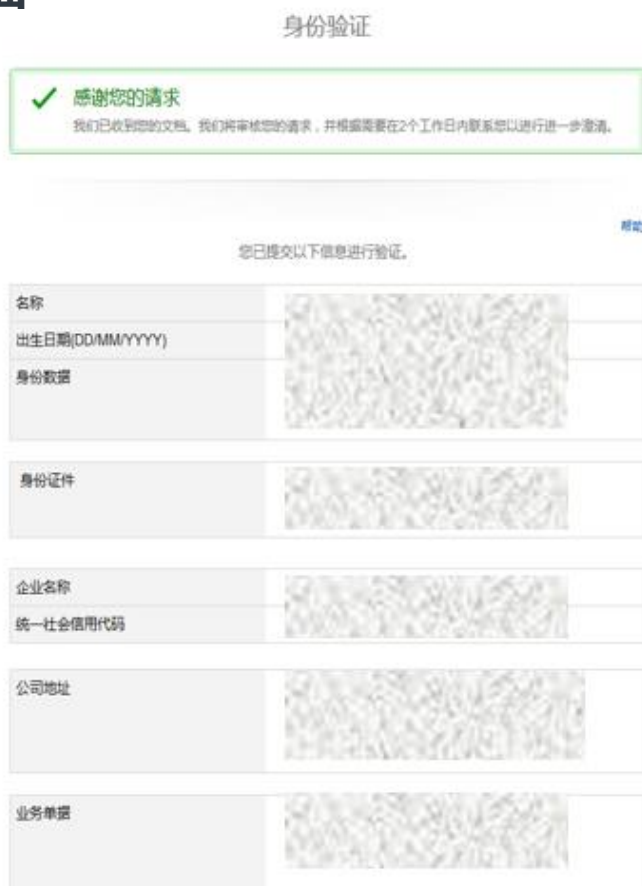 身份验证
感谢您的请求
我们已收到您的文档。我们将审核您的请求，并根据需要在2个工作日内联系您以进行进一步澄清。
帮助
您已提交以下信息进行验证。
名称
出生日期(DD/MM/YYYY)
身份数据
身份证件
企业名称
统一社会信用代码
公司地址
业务单据